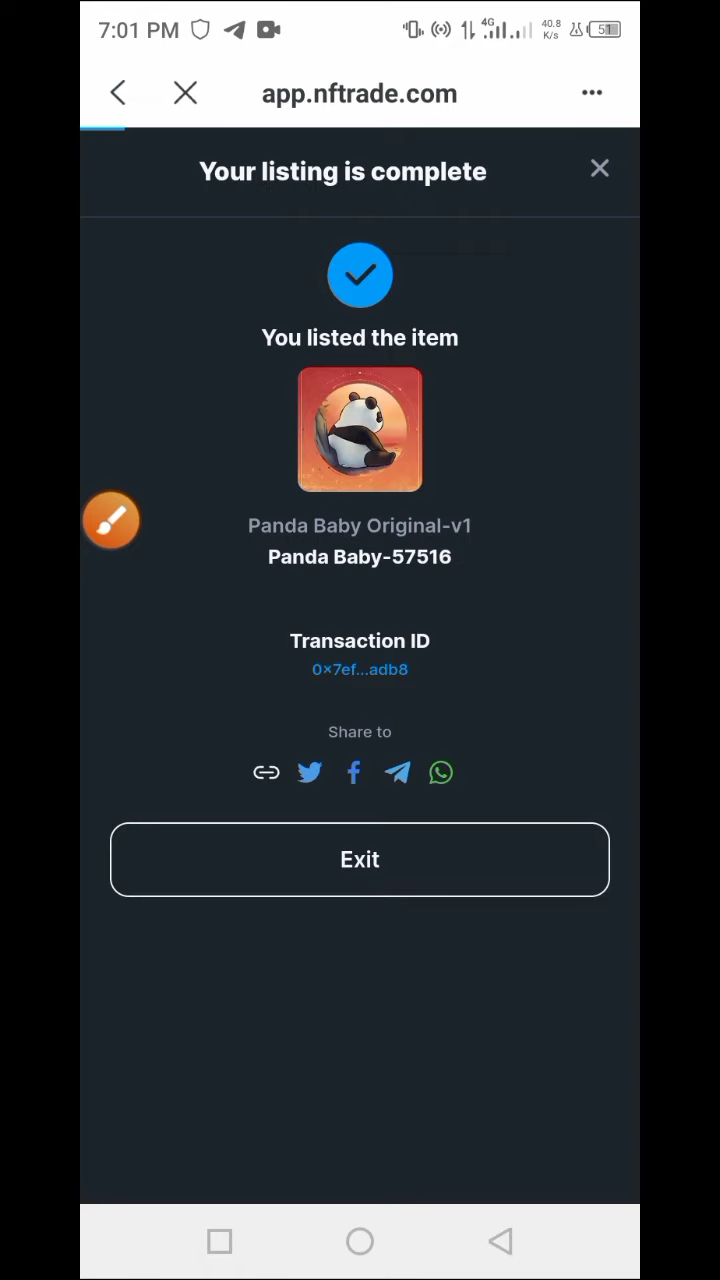 7:01 PM 4G 40.8 K/s 51
app.nftrade.com
Your listing is complete
You listed the item
Panda Baby Original-v1
Panda Baby-57516
Transaction ID
0x7ef...adb8
Share to
Exit